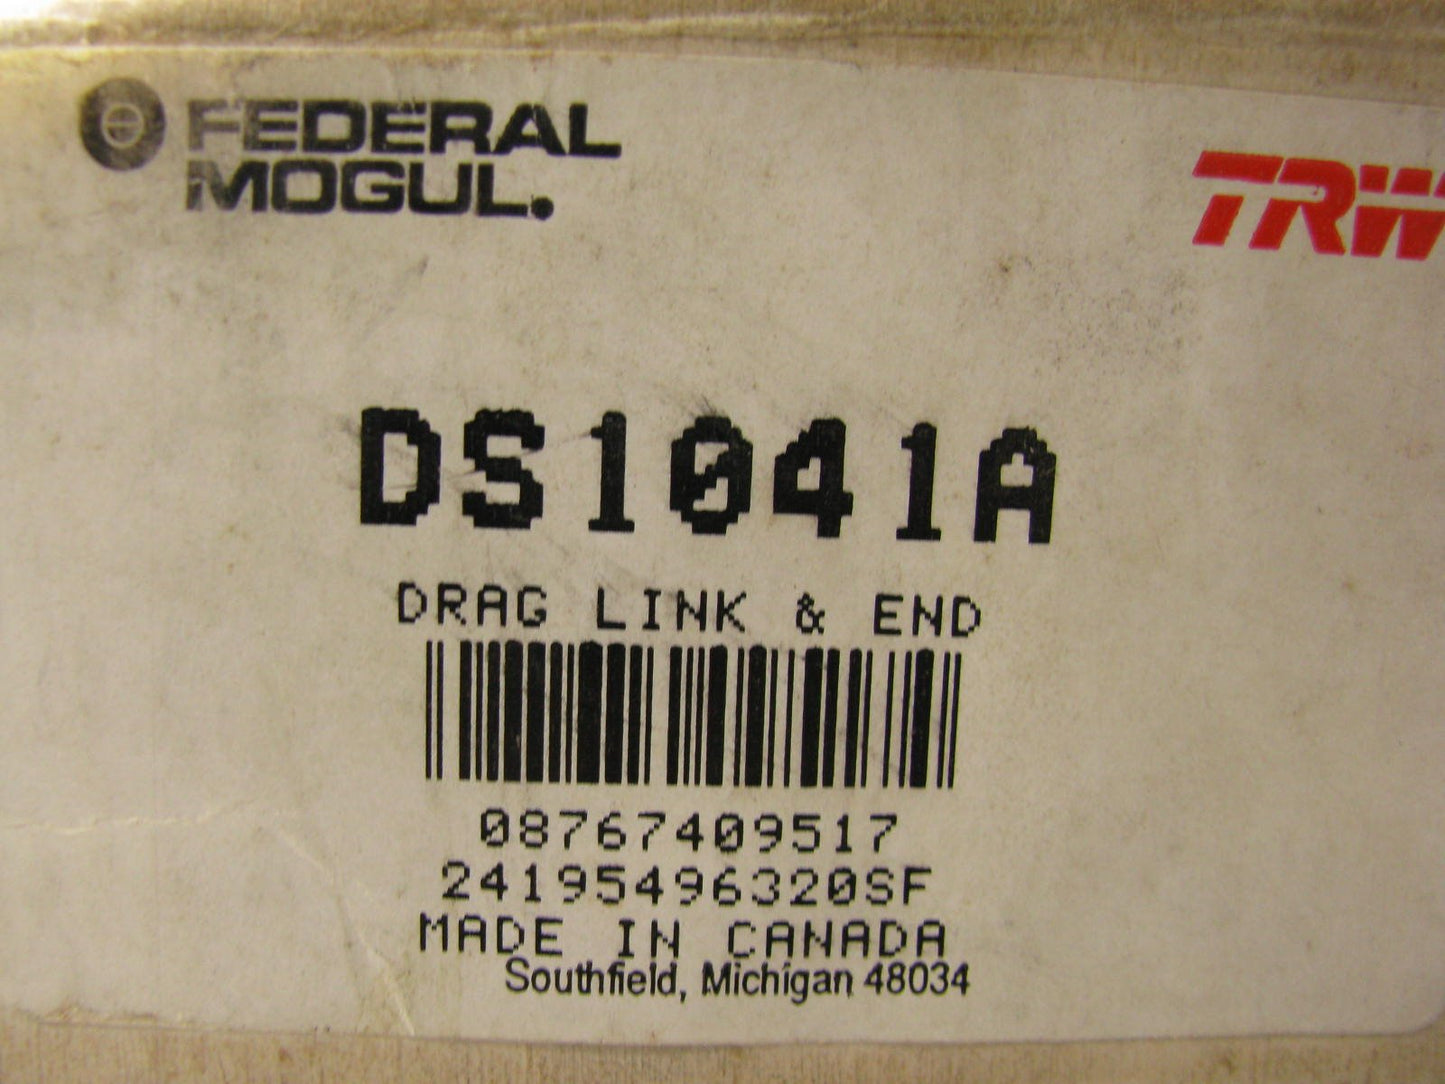 FEDERAL
MOGUL.
TRW
DS1041A
DRAG LINK & END
08767409517
24195496320SF
MADE IN CANADA
Southfield, Michigan 48034